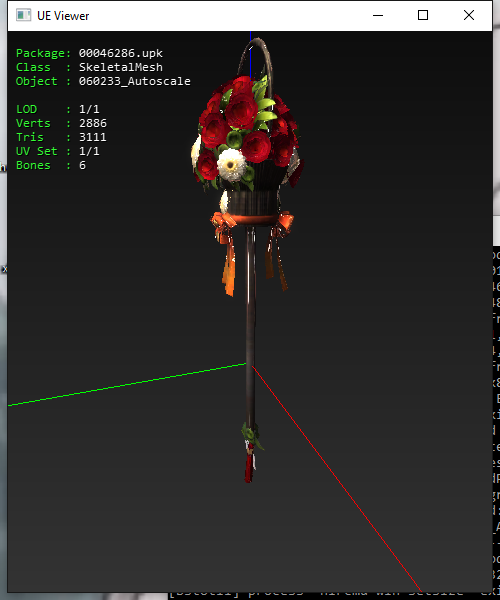 UE Viewer
Package: 00046286.upk
Class  : SkeletalMesh
Object : 060233_Autoscale
LOD    : 1/1
Verts  : 2886
Tris   : 3111
UV Set : 1/1
Bones  : 6